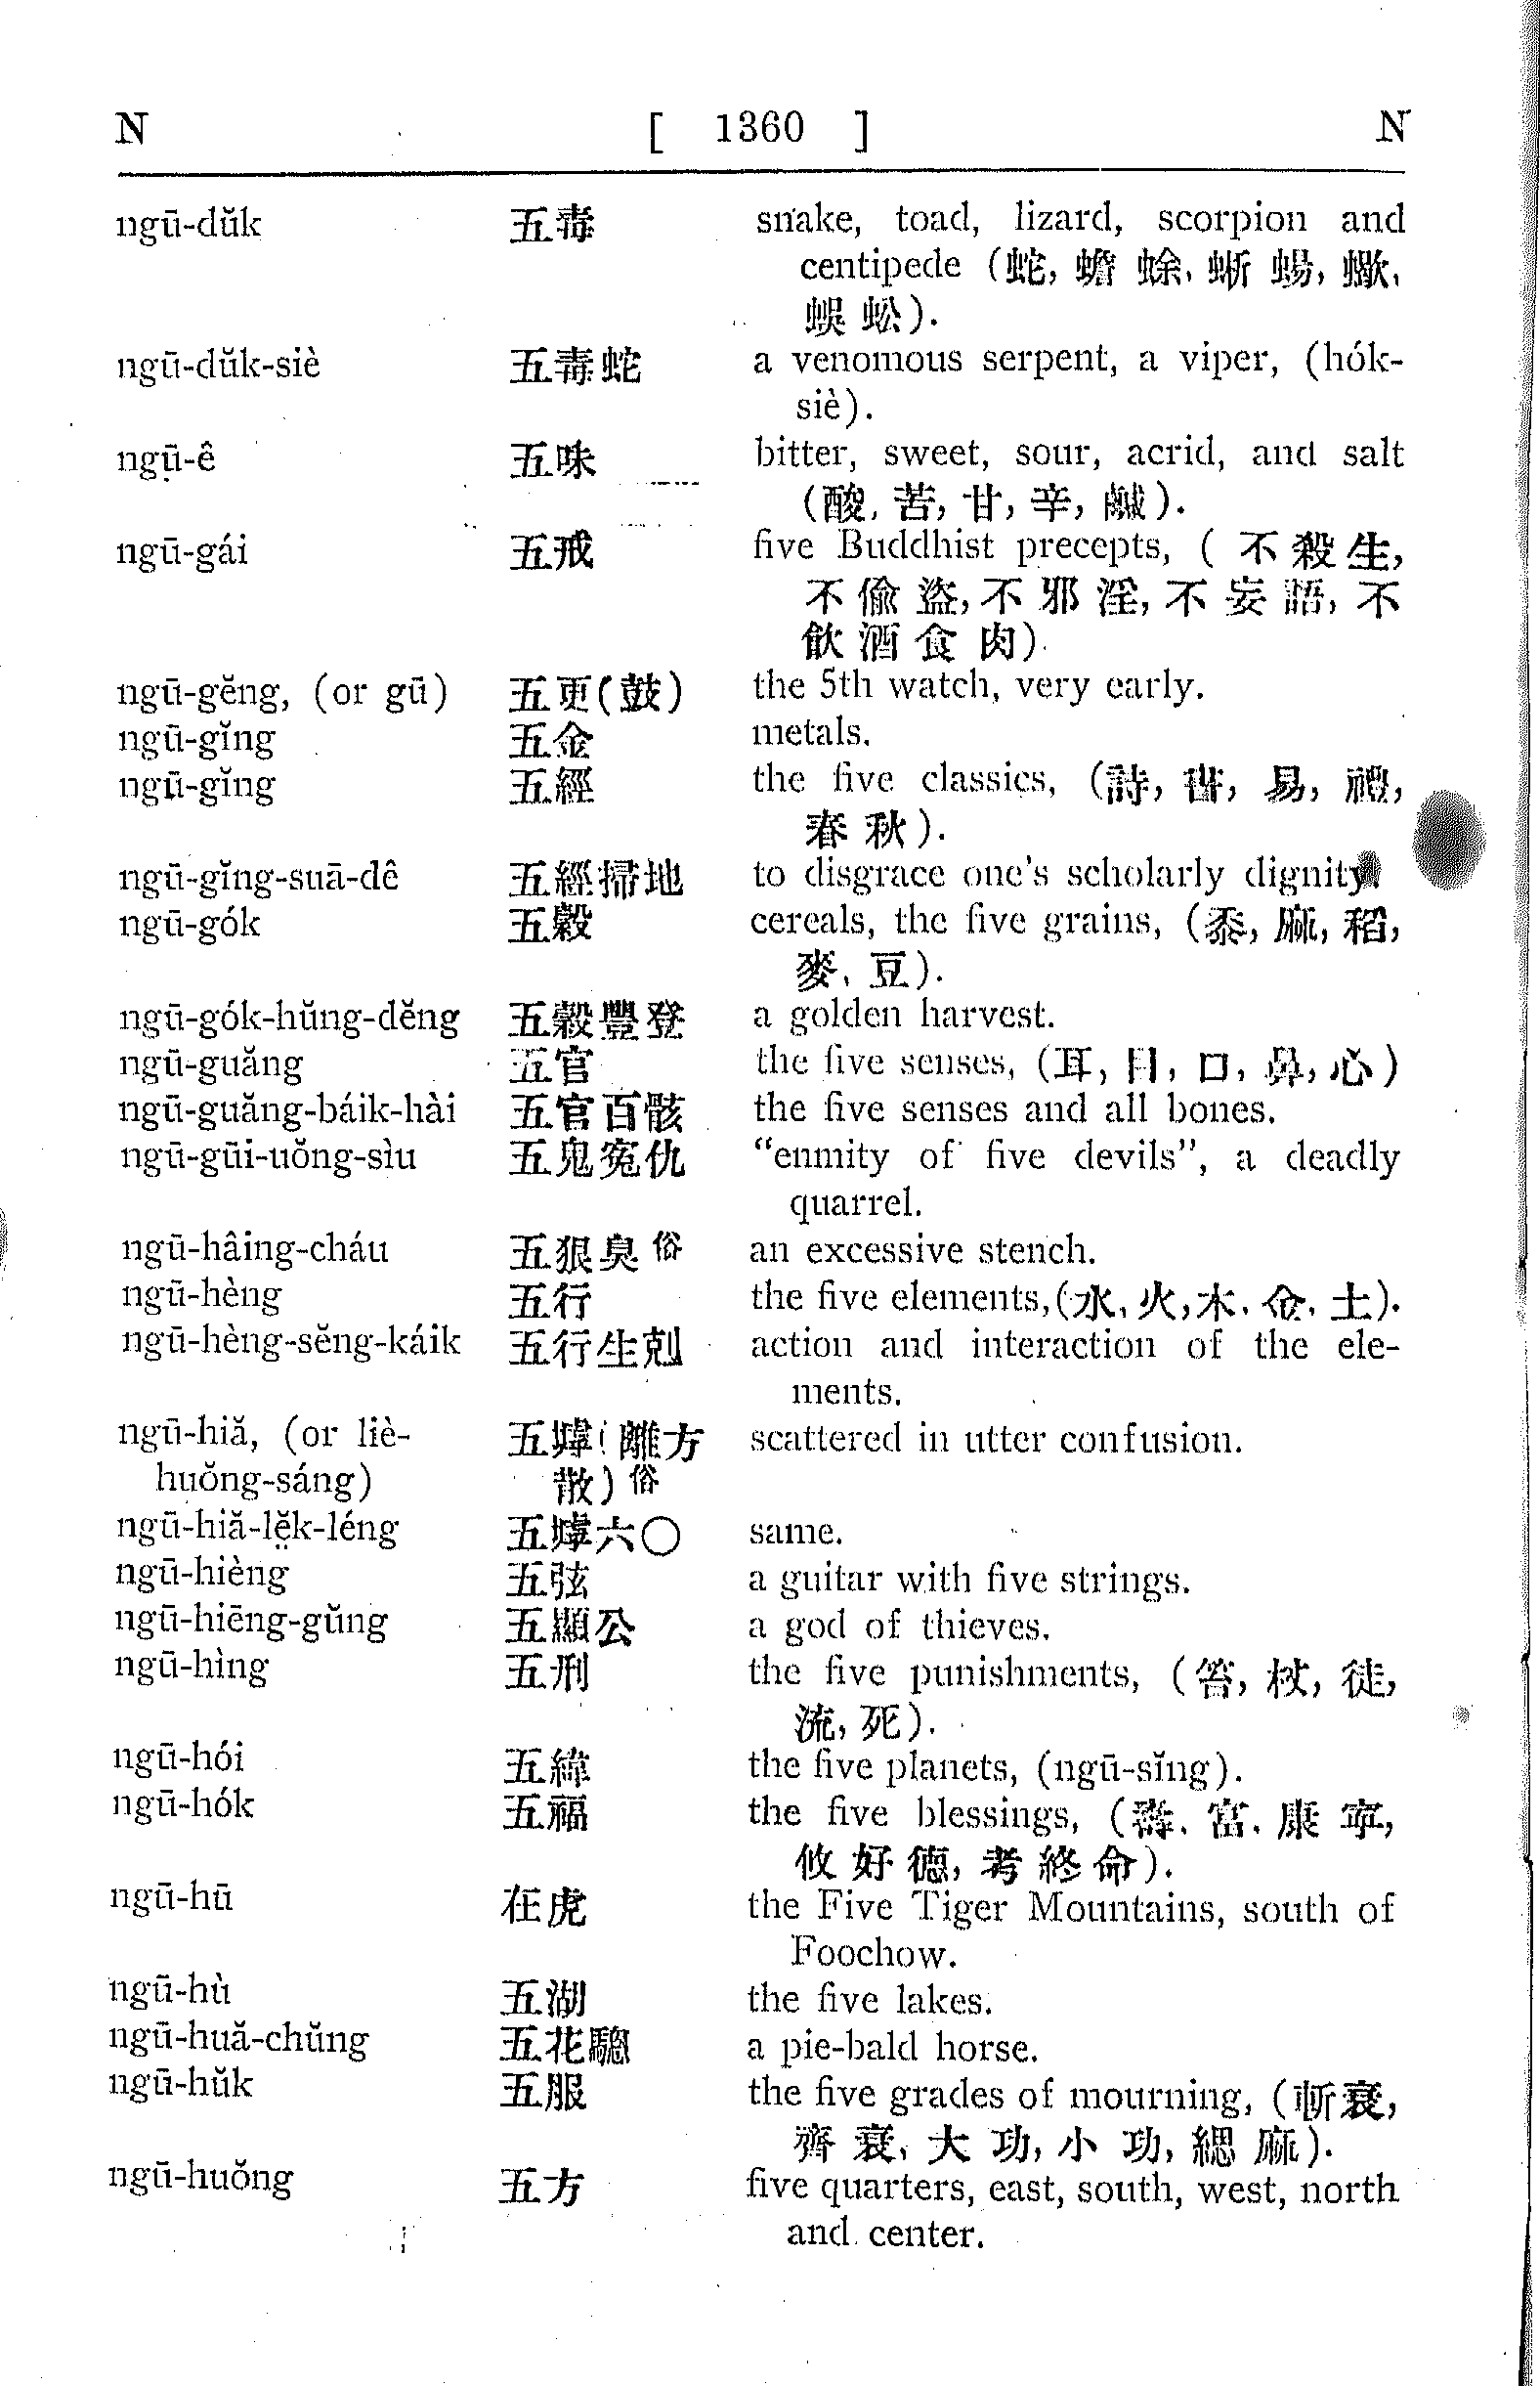 N [ 1360 ] N
ngū-dŭk 五毒 snake, toad, lizard, scorpion and
centipede (蛇, 蟾蜍, 蜥蜴, 蠍,
蜈蚣).
ngū-dŭk-siè 五毒蛇 a venomous serpent, a viper, (hók-
siè).
ngū-ê 五味 bitter, sweet, sour, acrid, and salt
(酸, 苦, 甘, 辛, 鹹).
ngū-gái 五戒 five Buddhist precepts, (不殺生,
不偷盜, 不邪淫, 不妄語, 不
飲酒食肉).
ngū-gĕng, (or gū) 五更(鼓) the 5th watch, very early.
ngū-gĭng 五金 metals.
ngū-gĭng 五經 the five classics, (詩, 書, 易, 禮,
春秋).
ngū-gĭng-suā-dê 五經掃地 to disgrace one's scholarly dignity.
ngū-gók 五穀 cereals, the five grains, (黍, 麻, 稻,
麥, 豆).
ngū-gók-hŭng-dĕng 五穀豐登 a golden harvest.
ngū-guăng 五官 the five senses, (耳, 目, 口, 鼻, 心)
ngū-guăng-báik-hài 五官百骸 the five senses and all bones.
ngū-gūi-uŏng-sìu 五鬼冤仇 "enmity of five devils", a deadly
quarrel.
ngū-hâing-cháu 五狠臭俗 an excessive stench.
ngū-hèng 五行 the five elements,(水, 火, 木, 金, 土).
ngū-hèng-sĕng-káik 五行生剋 action and interaction of the ele-
ments.
ngū-hiă, (or liè- 五㙔(離方 scattered in utter confusion.
huŏng-sáng) 散)俗
ngū-hiă-lĕ̤k-léng 五㙔六〇 same.
ngū-hièng 五弦 a guitar with five strings.
ngū-hiēng-gŭng 五顯公 a god of thieves.
ngū-hìng 五刑 the five punishments, (笞, 杖, 徒,
流, 死).
ngū-hói 五緯 the five planets, (ngū-sĭng).
ngū-hók 五福 the five blessings, (壽, 富, 康寧,
攸好德, 考終命).
ngū-hū 在虎 the Five Tiger Mountains, south of
Foochow.
ngū-hù 五湖 the five lakes.
ngū-huă-chŭng 五花驄 a pie-bald horse.
ngū-hŭk 五服 the five grades of mourning, (斬衰,
齊衰, 大功, 小功, 緦麻).
ngū-huŏng 五方 five quarters, east, south, west, north
and center.